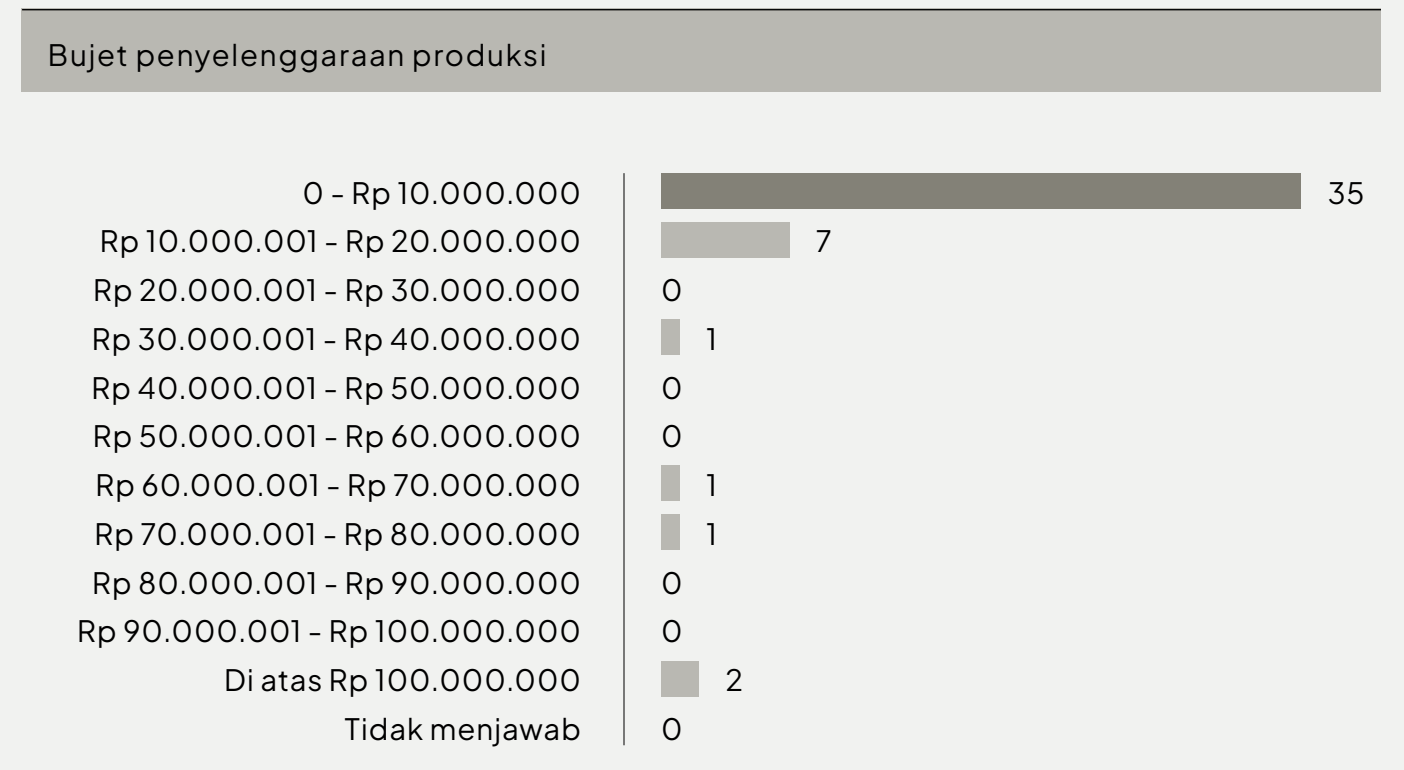 Bujet penyelenggaraan produksi
0 - Rp 10.000.000 35
Rp 10.000.001 - Rp 20.000.000 7
Rp 20.000.001 - Rp 30.000.000 0
Rp 30.000.001 - Rp 40.000.000 1
Rp 40.000.001 - Rp 50.000.000 0
Rp 50.000.001 - Rp 60.000.000 0
Rp 60.000.001 - Rp 70.000.000 1
Rp 70.000.001 - Rp 80.000.000 1
Rp 80.000.001 - Rp 90.000.000 0
Rp 90.000.001 - Rp 100.000.000 0
Di atas Rp 100.000.000 2
Tidak menjawab 0